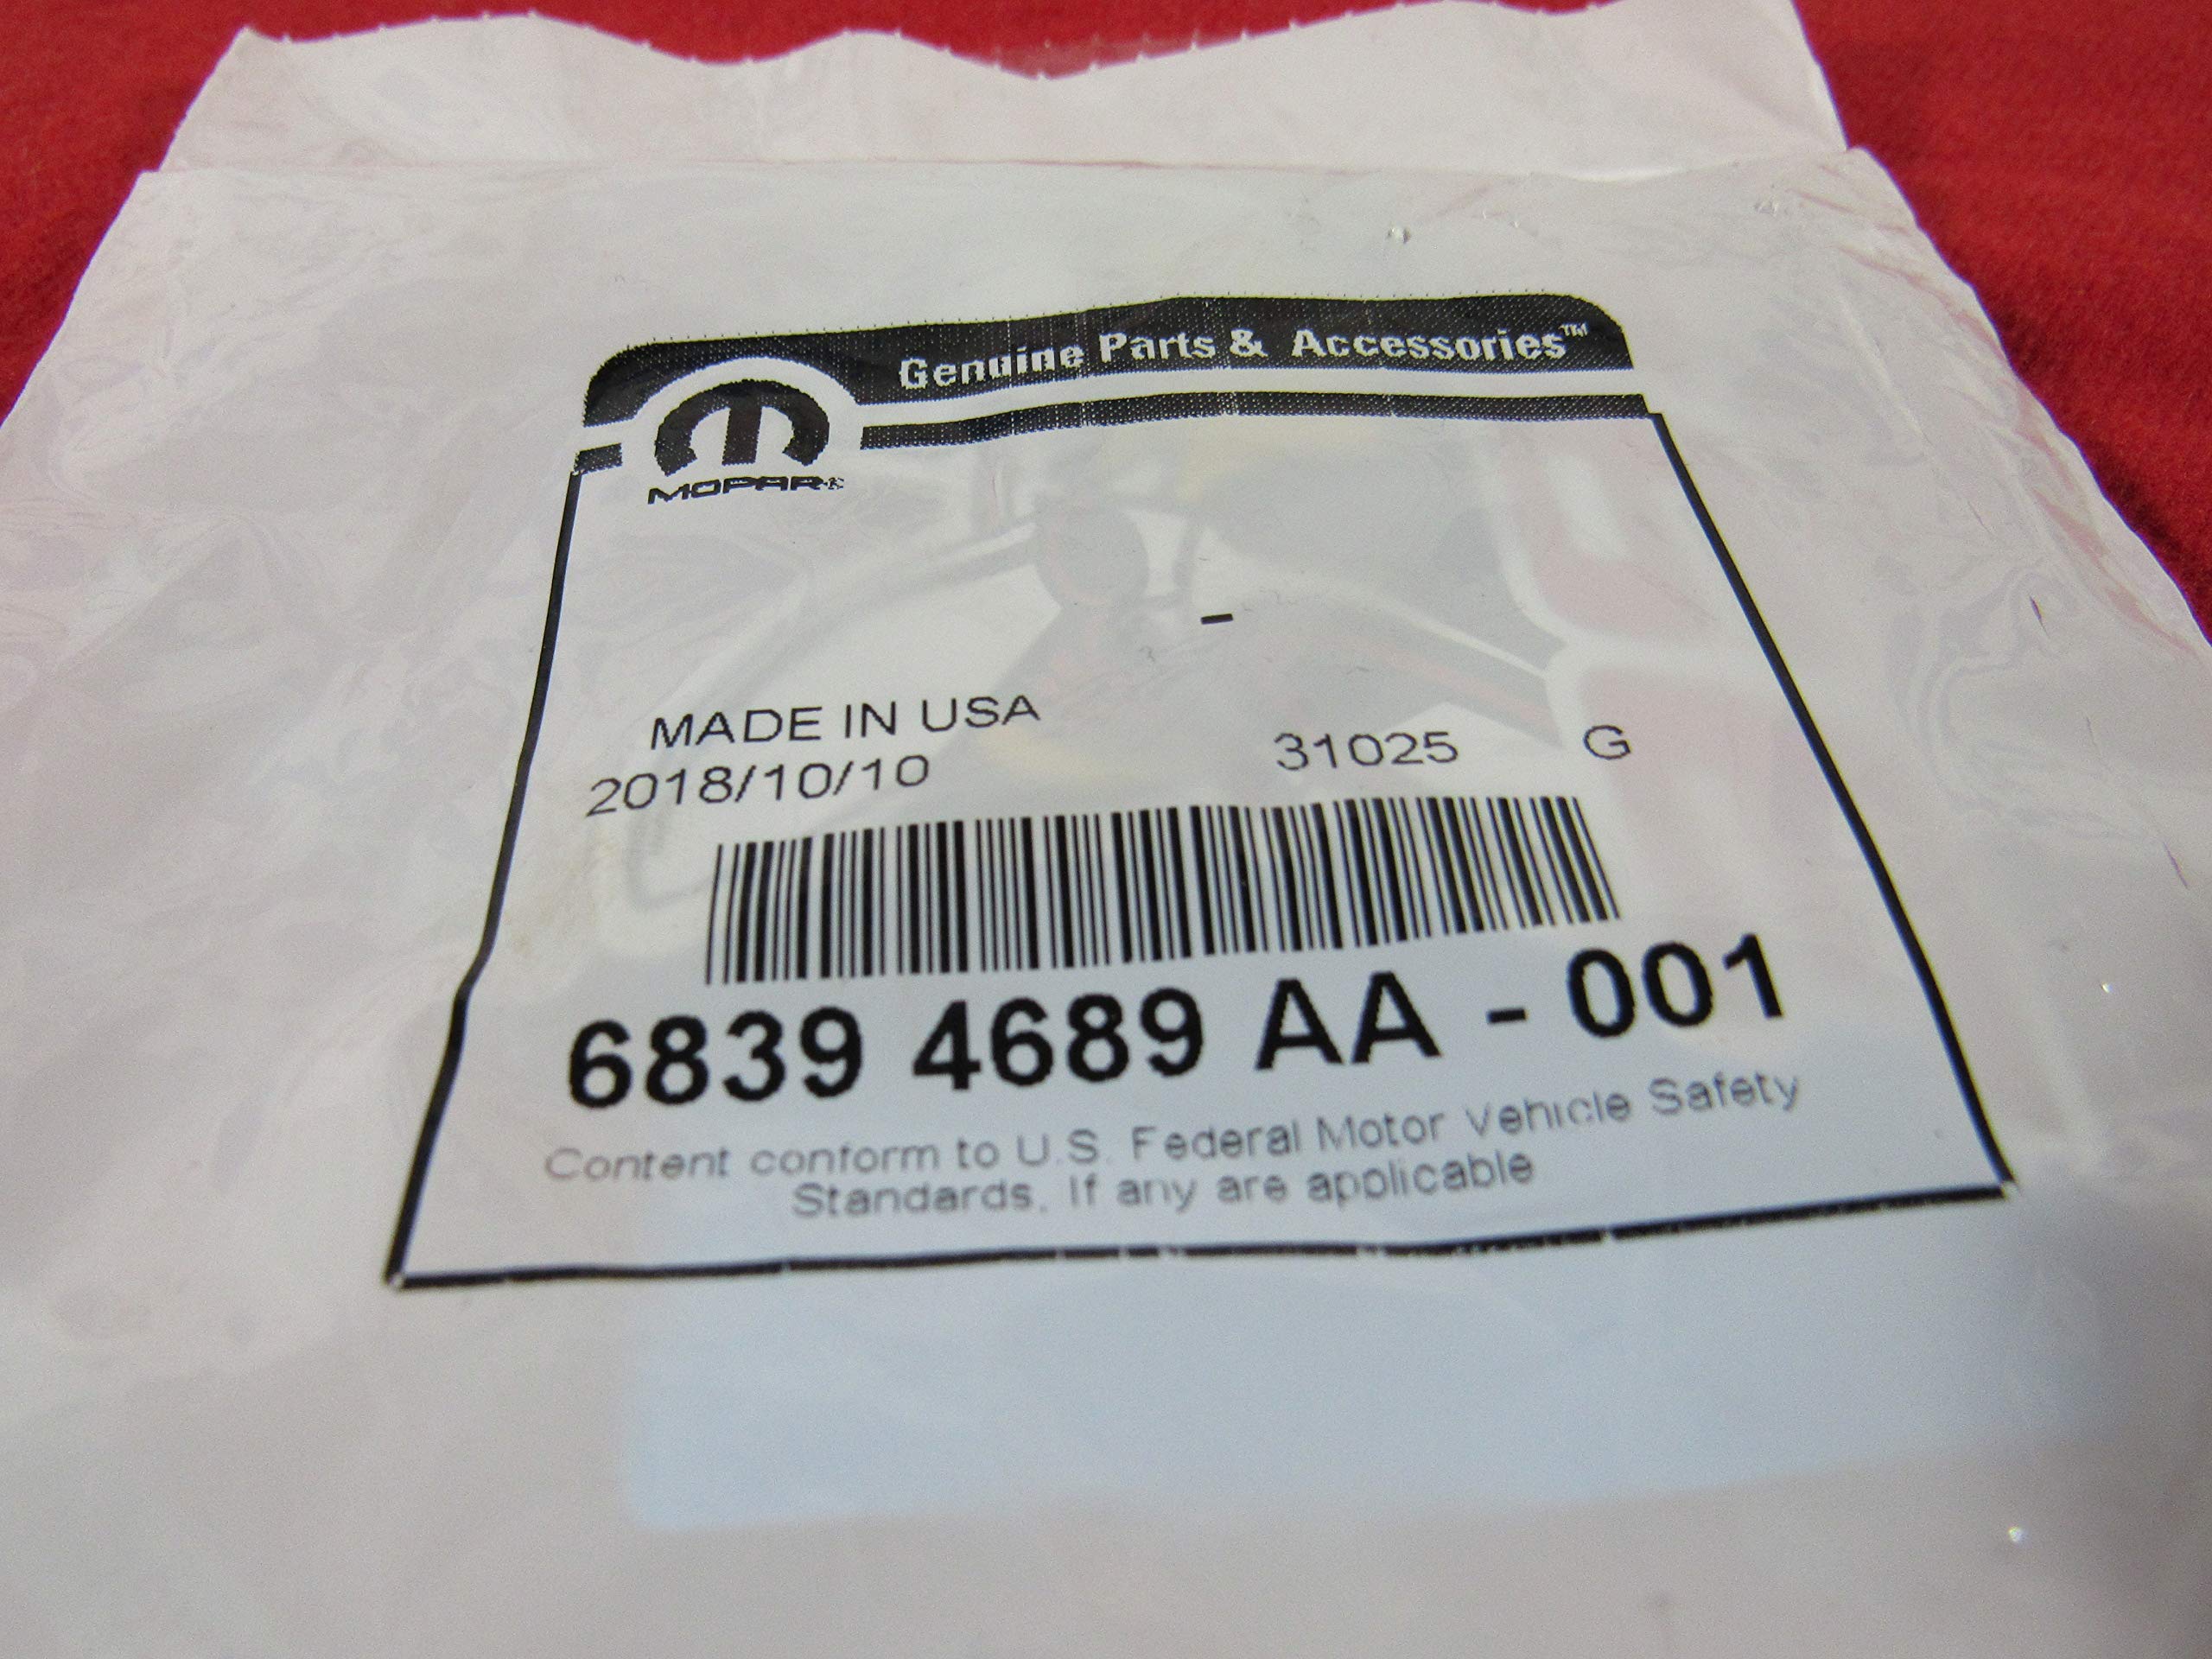 Genuine Parts & Accessories™
MOPAR®
-
MADE IN USA
2018/10/10 31025 G
6839 4689 AA - 001
Content conform to U.S. Federal Motor Vehicle Safety
Standards, If any are applicable